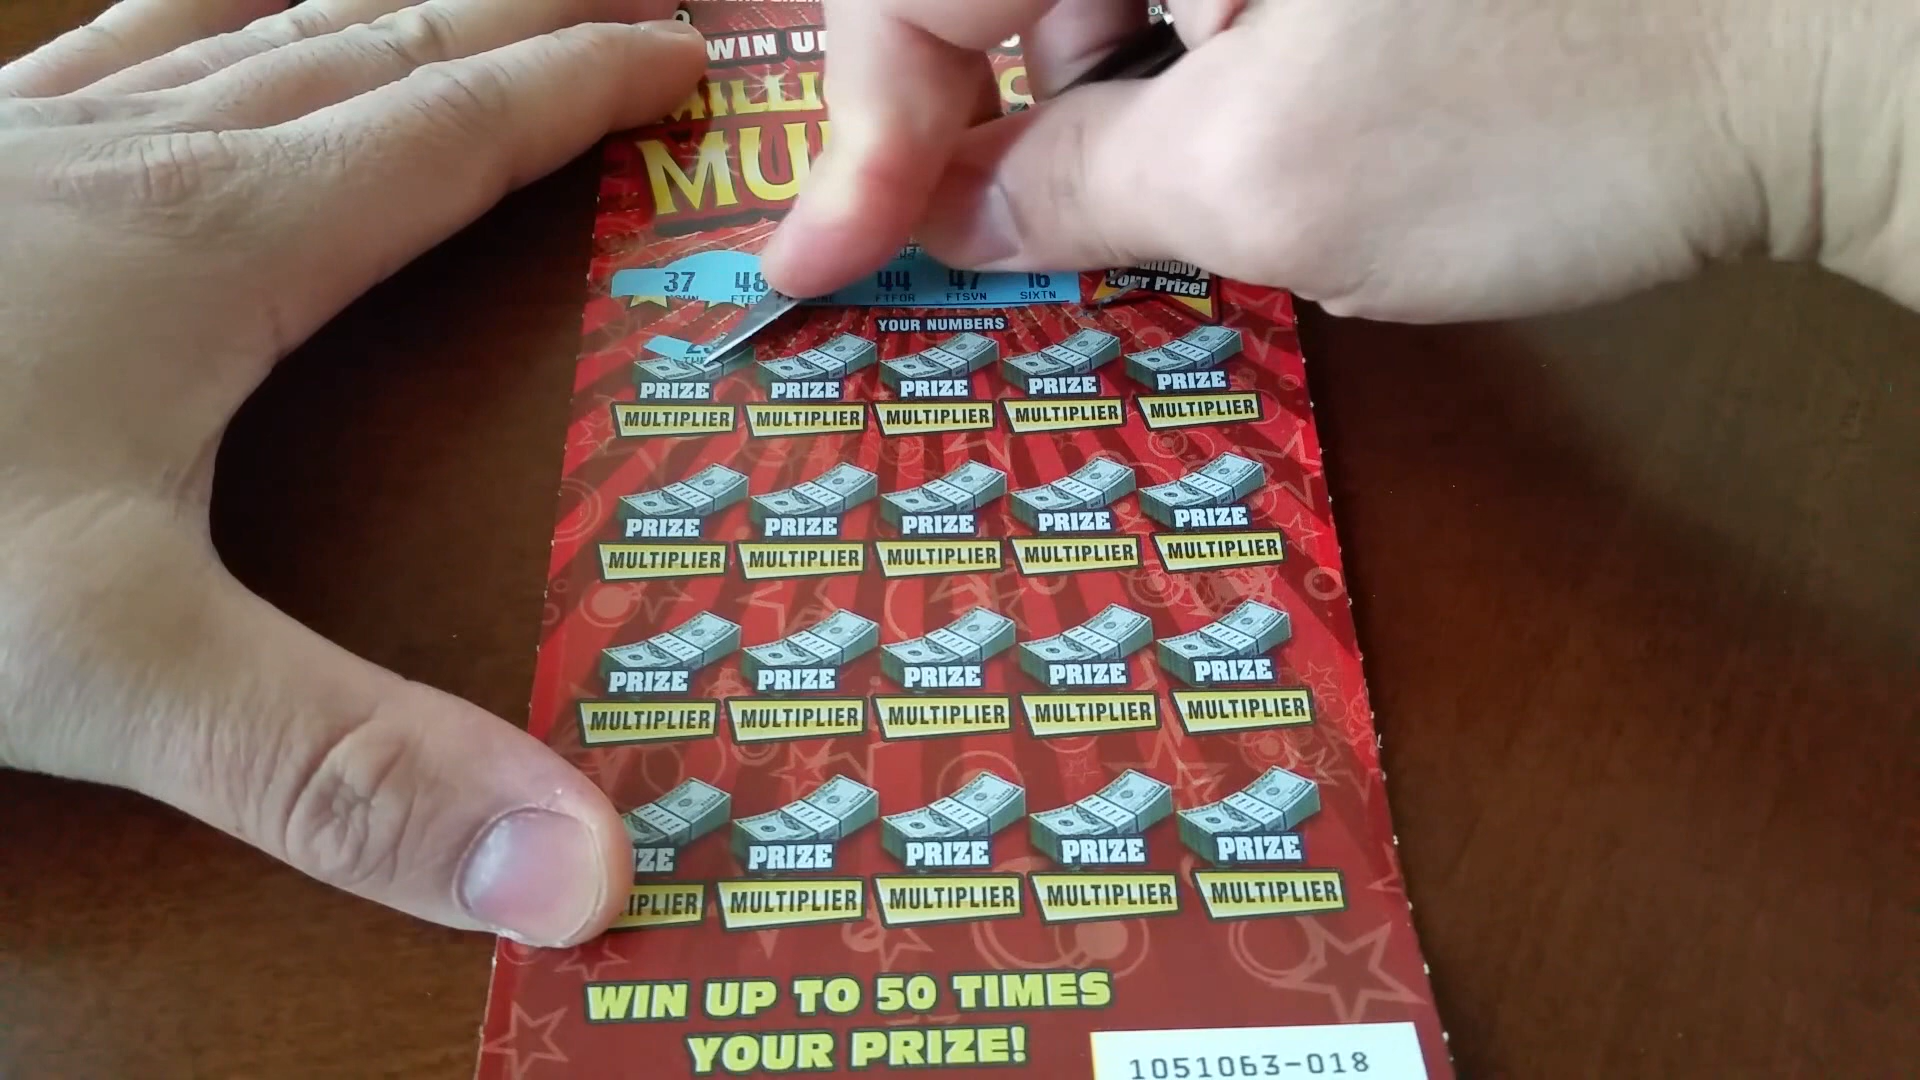 WIN
MU
37 48 44 47 16
FTFOR FTSVN SIXTN
Your Prize!
YOUR NUMBERS
PRIZE PRIZE PRIZE PRIZE PRIZE
MULTIPLIER MULTIPLIER MULTIPLIER MULTIPLIER MULTIPLIER
PRIZE PRIZE PRIZE PRIZE PRIZE
MULTIPLIER MULTIPLIER MULTIPLIER MULTIPLIER MULTIPLIER
PRIZE PRIZE PRIZE PRIZE PRIZE
MULTIPLIER MULTIPLIER MULTIPLIER MULTIPLIER MULTIPLIER
IZE PRIZE PRIZE PRIZE PRIZE
TIPLIER MULTIPLIER MULTIPLIER MULTIPLIER MULTIPLIER
WIN UP TO 50 TIMES
YOUR PRIZE!
1051063-018